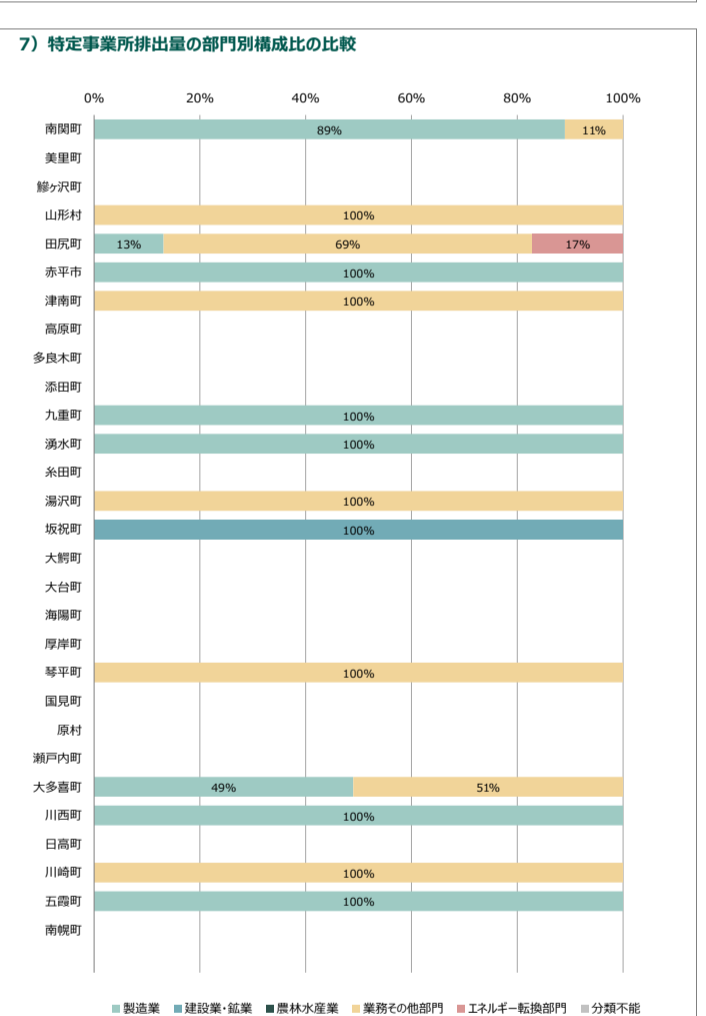 7）特定事業所排出量の部門別構成比の比較
0% 20% 40% 60% 80% 100%
南関町 89% 11%
美里町
鰺ヶ沢町
山形村 100%
田尻町 13% 69% 17%
赤平市 100%
津南町 100%
高原町
多良木町
添田町
九重町 100%
湧水町 100%
糸田町
湯沢町 100%
坂祝町 100%
大鰐町
大台町
海陽町
厚岸町
琴平町 100%
国見町
原村
瀬戸内町
大多喜町 49% 51%
川西町 100%
日高町
川崎町 100%
五霞町 100%
南幌町
製造業 建設業・鉱業 農林水産業 業務その他部門 エネルギー転換部門 分類不能